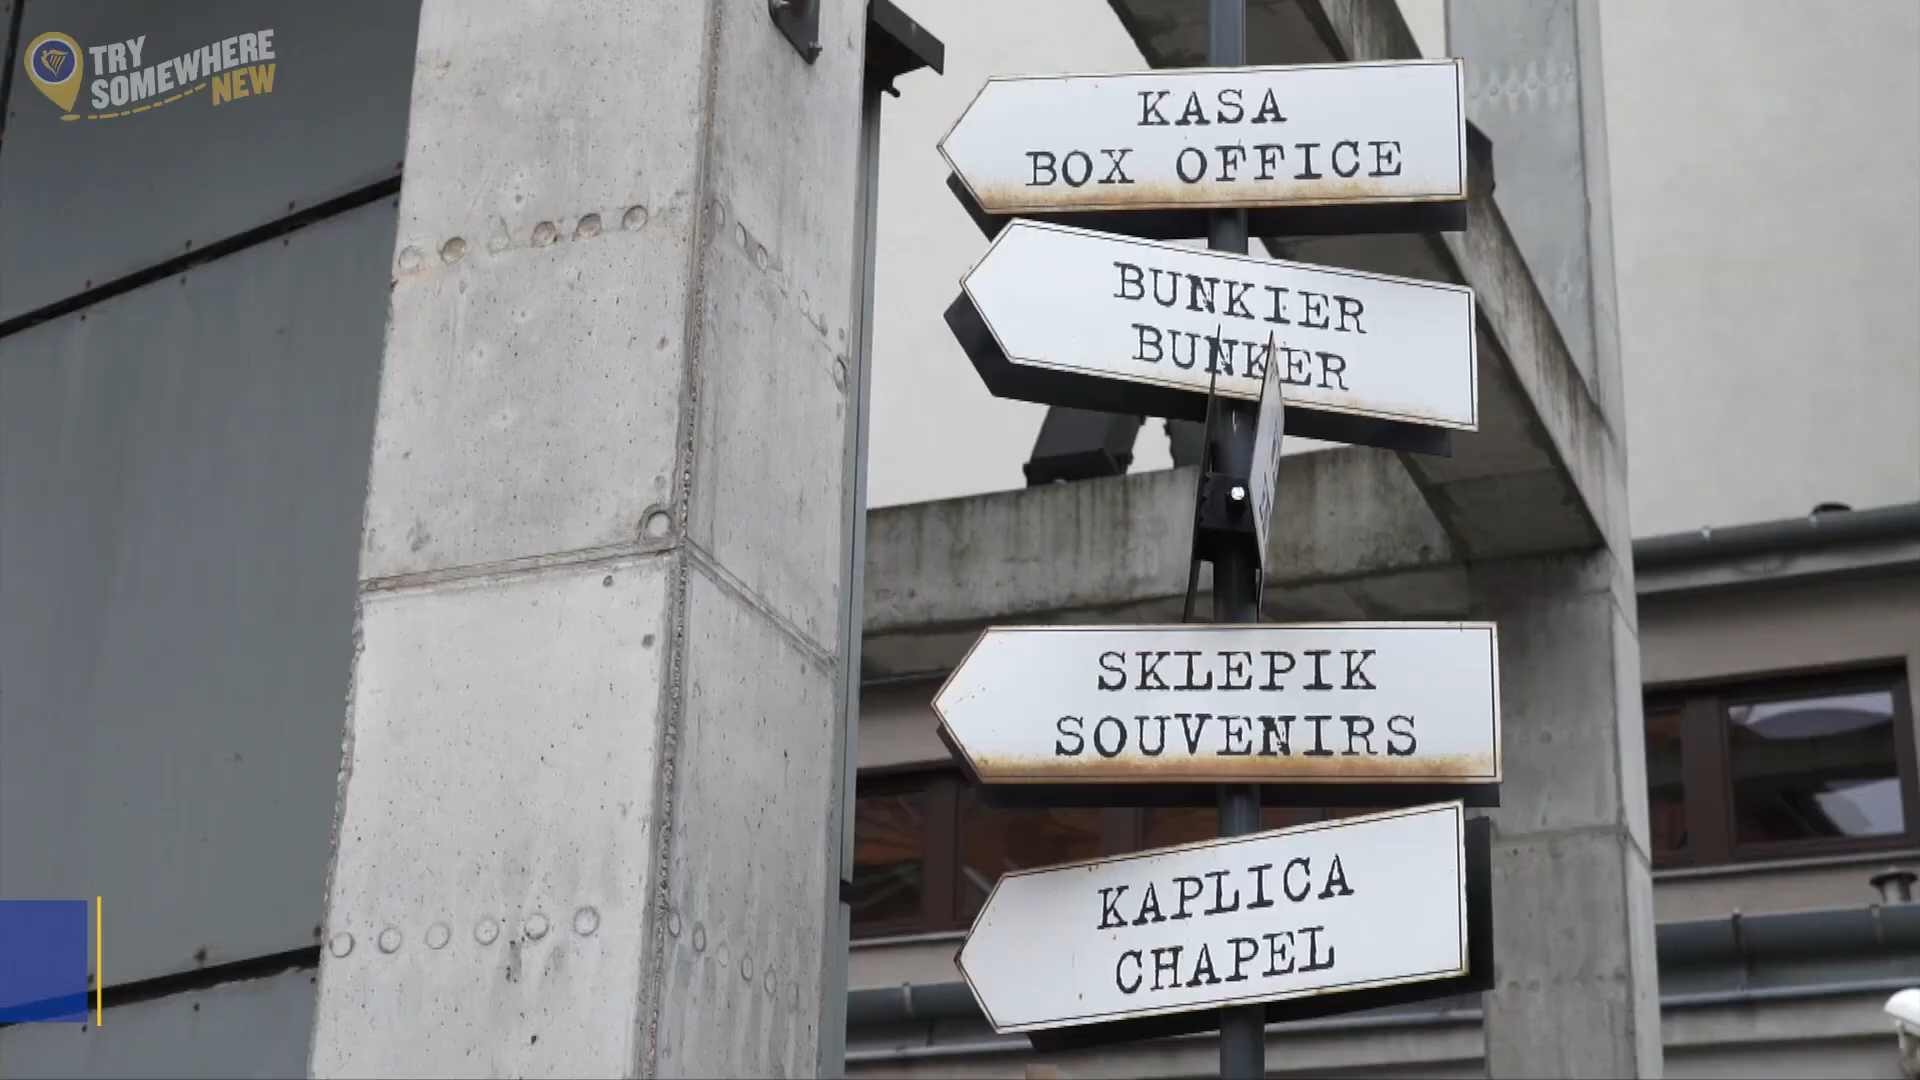 TRY
SOMEWHERE
NEW
KASA
BOX OFFICE
BUNKIER
BUNKER
SKLEPIK
SOUVENIRS
KAPLICA
CHAPEL